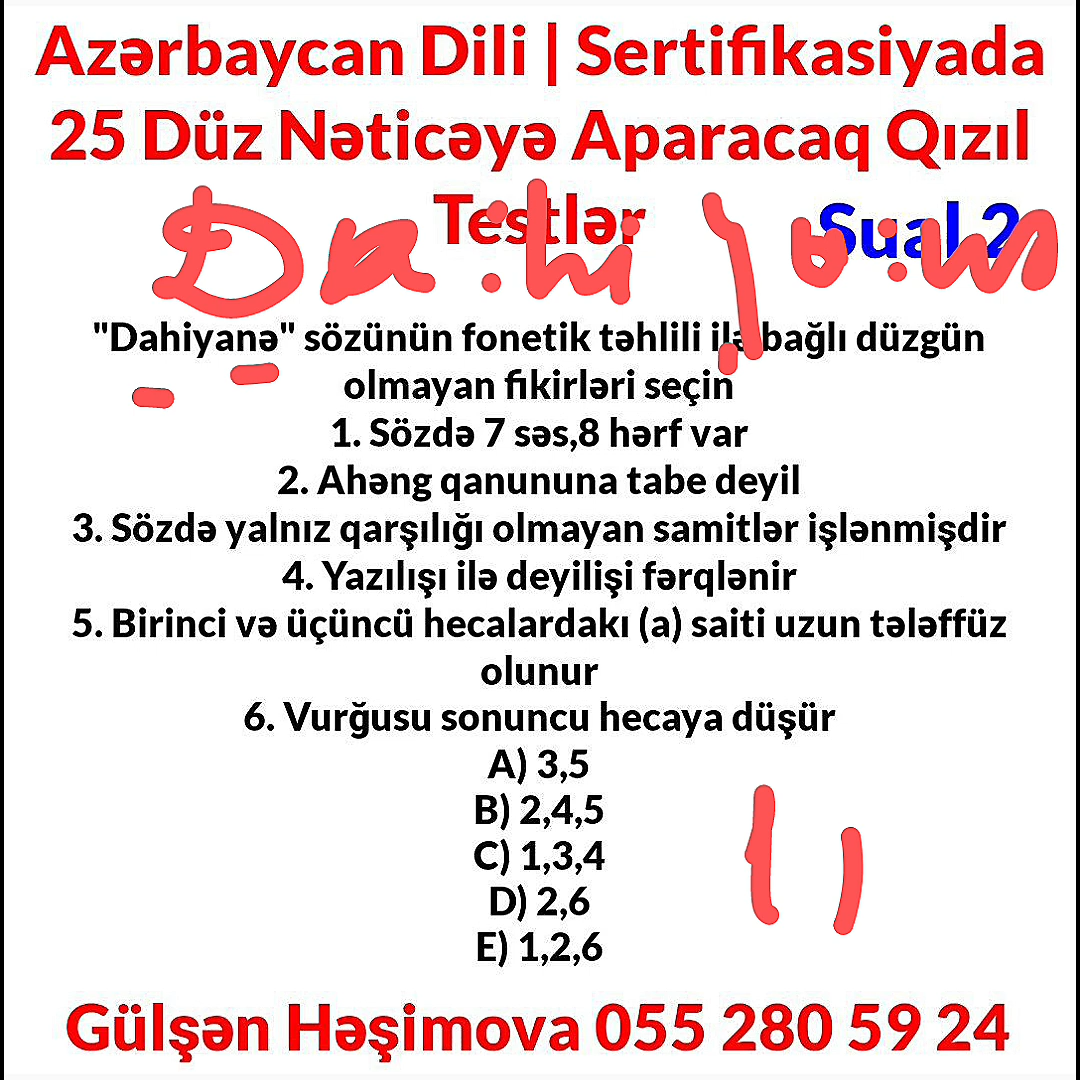 Azərbaycan Dili | Sertifikasiyada
25 Düz Nəticəyə Aparacaq Qızıl
Testlər
Sual 2
"Dahiyanə" sözünün fonetik təhlili ilə bağlı düzgün
olmayan fikirləri seçin
1. Sözdə 7 səs,8 hərf var
2. Ahəng qanununa tabe deyil
3. Sözdə yalnız qarşılığı olmayan samitlər işlənmişdir
4. Yazılışı ilə deyilişi fərqlənir
5. Birinci və üçüncü hecalardakı (a) saiti uzun tələffüz
olunur
6. Vurğusu sonuncu hecaya düşür
A) 3,5
B) 2,4,5
C) 1,3,4
D) 2,6
E) 1,2,6
Gülşən Həşimova 055 280 59 24